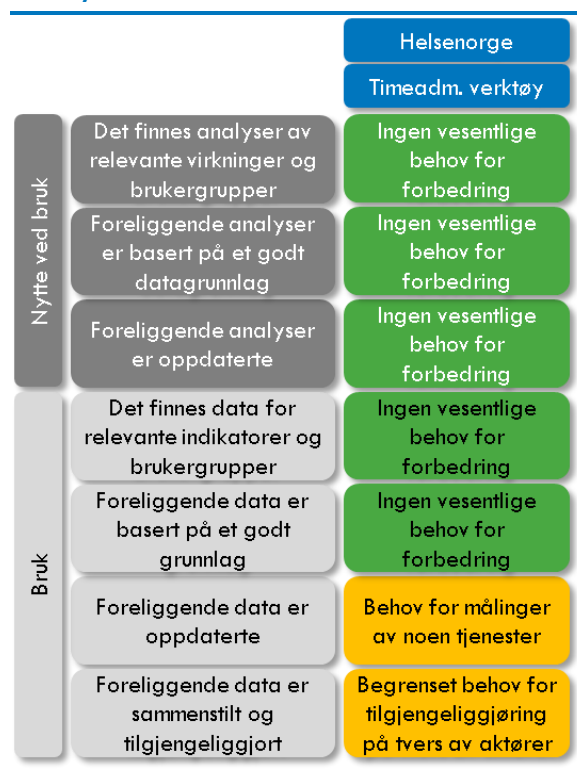 Helsenorge
Timeadm. verktøy
Nytte ved bruk
Det finnes analyser av
relevante virkninger og
brukergrupper
Ingen vesentlige
behov for
forbedring
Foreliggende analyser
er basert på et godt
datagrunnlag
Ingen vesentlige
behov for
forbedring
Foreliggende analyser
er oppdaterte
Ingen vesentlige
behov for
forbedring
Bruk
Det finnes data for
relevante indikatorer og
brukergrupper
Ingen vesentlige
behov for
forbedring
Foreliggende data er
basert på et godt
grunnlag
Ingen vesentlige
behov for
forbedring
Foreliggende data er
oppdaterte
Behov for målinger
av noen tjenester
Foreliggende data er
sammenstilt og
tilgjengeliggjort
Begrenset behov for
tilgjengeliggjøring
på tvers av aktører